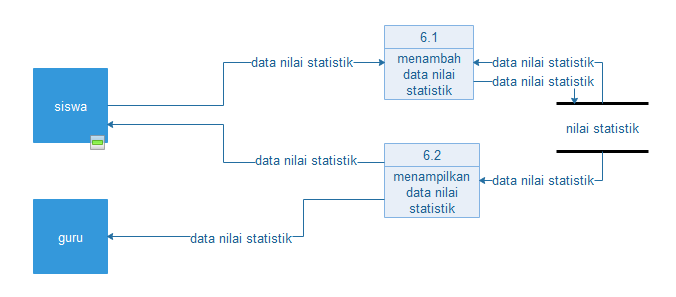 6.1
menambah
data nilai
statistik
data nilai statistik
data nilai statistik
data nilai statistik
siswa
nilai statistik
6.2
menampilkan
data nilai
statistik
data nilai statistik
data nilai statistik
guru
data nilai statistik